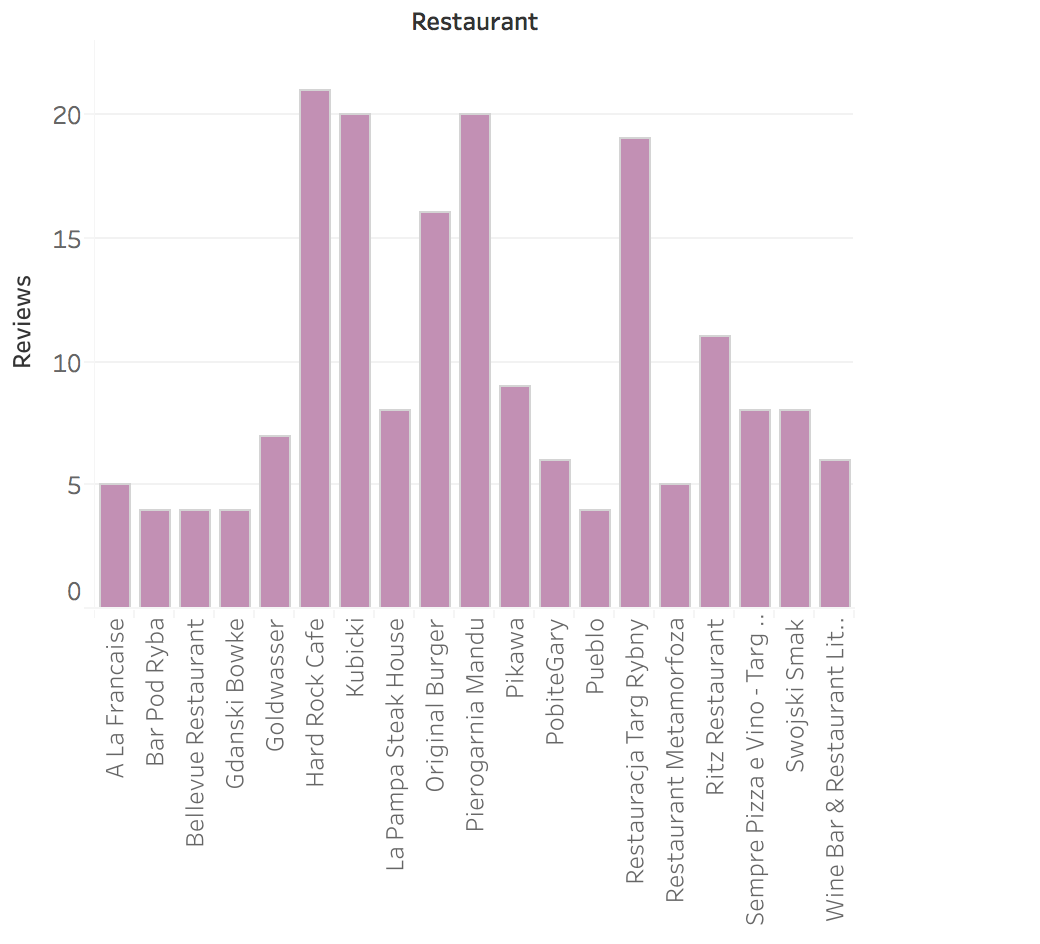 Restaurant
Reviews
20
15
10
5
0
A La Francaise
Bar Pod Ryba
Bellevue Restaurant
Gdanski Bowke
Goldwasser
Hard Rock Cafe
Kubicki
La Pampa Steak House
Original Burger
Pierogarnia Mandu
Pikawa
PobiteGary
Pueblo
Restauracja Targ Rybny
Restaurant Metamorfoza
Ritz Restaurant
Sempre Pizza e Vino - Targ ..
Swojski Smak
Wine Bar & Restaurant Lit..